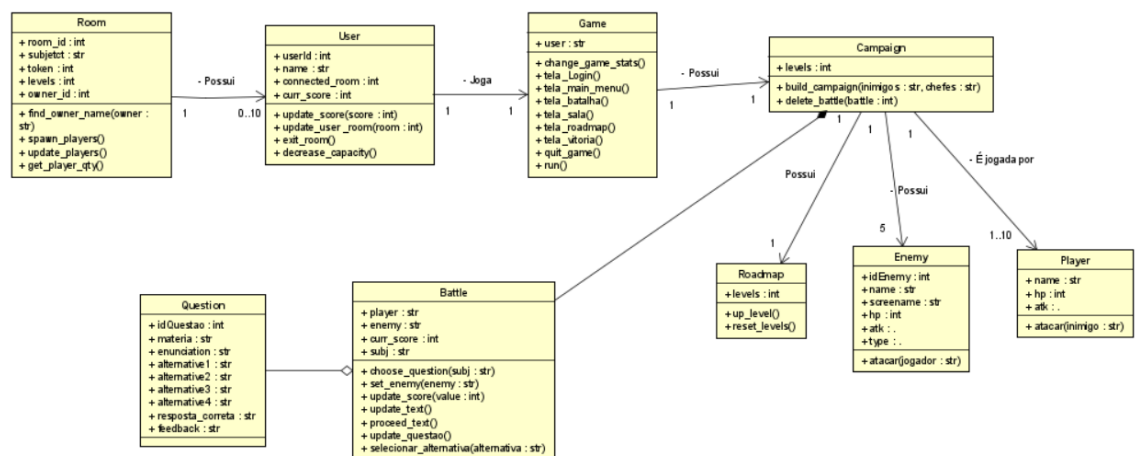 Room
+ room_id : int
+ subjetct : str
+ token : int
+ levels : int
+ owner_id : int
+ find_owner_name(owner :
str)
+ spawn_players()
+ update_players()
+ get_player_qty()
- Possui
1
0..10
User
+ userId : int
+ name : str
+ connected_room : int
+ curr_score : int
+ update_score(score : int)
+ update_user_room(room : int)
+ exit_room()
+ decrease_capacity()
- Joga
1
1
Game
+ user : str
+ change_game_stats()
+ tela_Login()
+ tela_main_menu()
+ tela_batalha()
+ tela_sala()
+ tela_roadmap()
+ tela_vitoria()
+ quit_game()
+ run()
- Possui
1
1
Campaign
+ levels : int
+ build_campaign(inimigos : str, chefes : str)
+ delete_battle(battle : int)
1
1
1
Possui
- Possui
- É jogada por
1
5
1..10
Roadmap
+ levels : int
+ up_level()
+ reset_levels()
Enemy
+ idEnemy : int
+ name : str
+ screename : str
+ hp : int
+ atk : .
+ type : .
+ atacar(jogador : str)
Player
+ name : str
+ hp : int
+ atk : .
+ atacar(inimigo : str)
Question
+ idQuestao : int
+ materia : str
+ enunciation : str
+ alternative1 : str
+ alternative2 : str
+ alternative3 : str
+ alternative4 : str
+ resposta_correta : str
+ feedback : str
Battle
+ player : str
+ enemy : str
+ curr_score : int
+ subj : str
+ choose_question(subj : str)
+ set_enemy(enemy : str)
+ update_score(value : int)
+ update_text()
+ proceed_text()
+ update_questao()
+ selecionar_alternativa(alternativa : str)